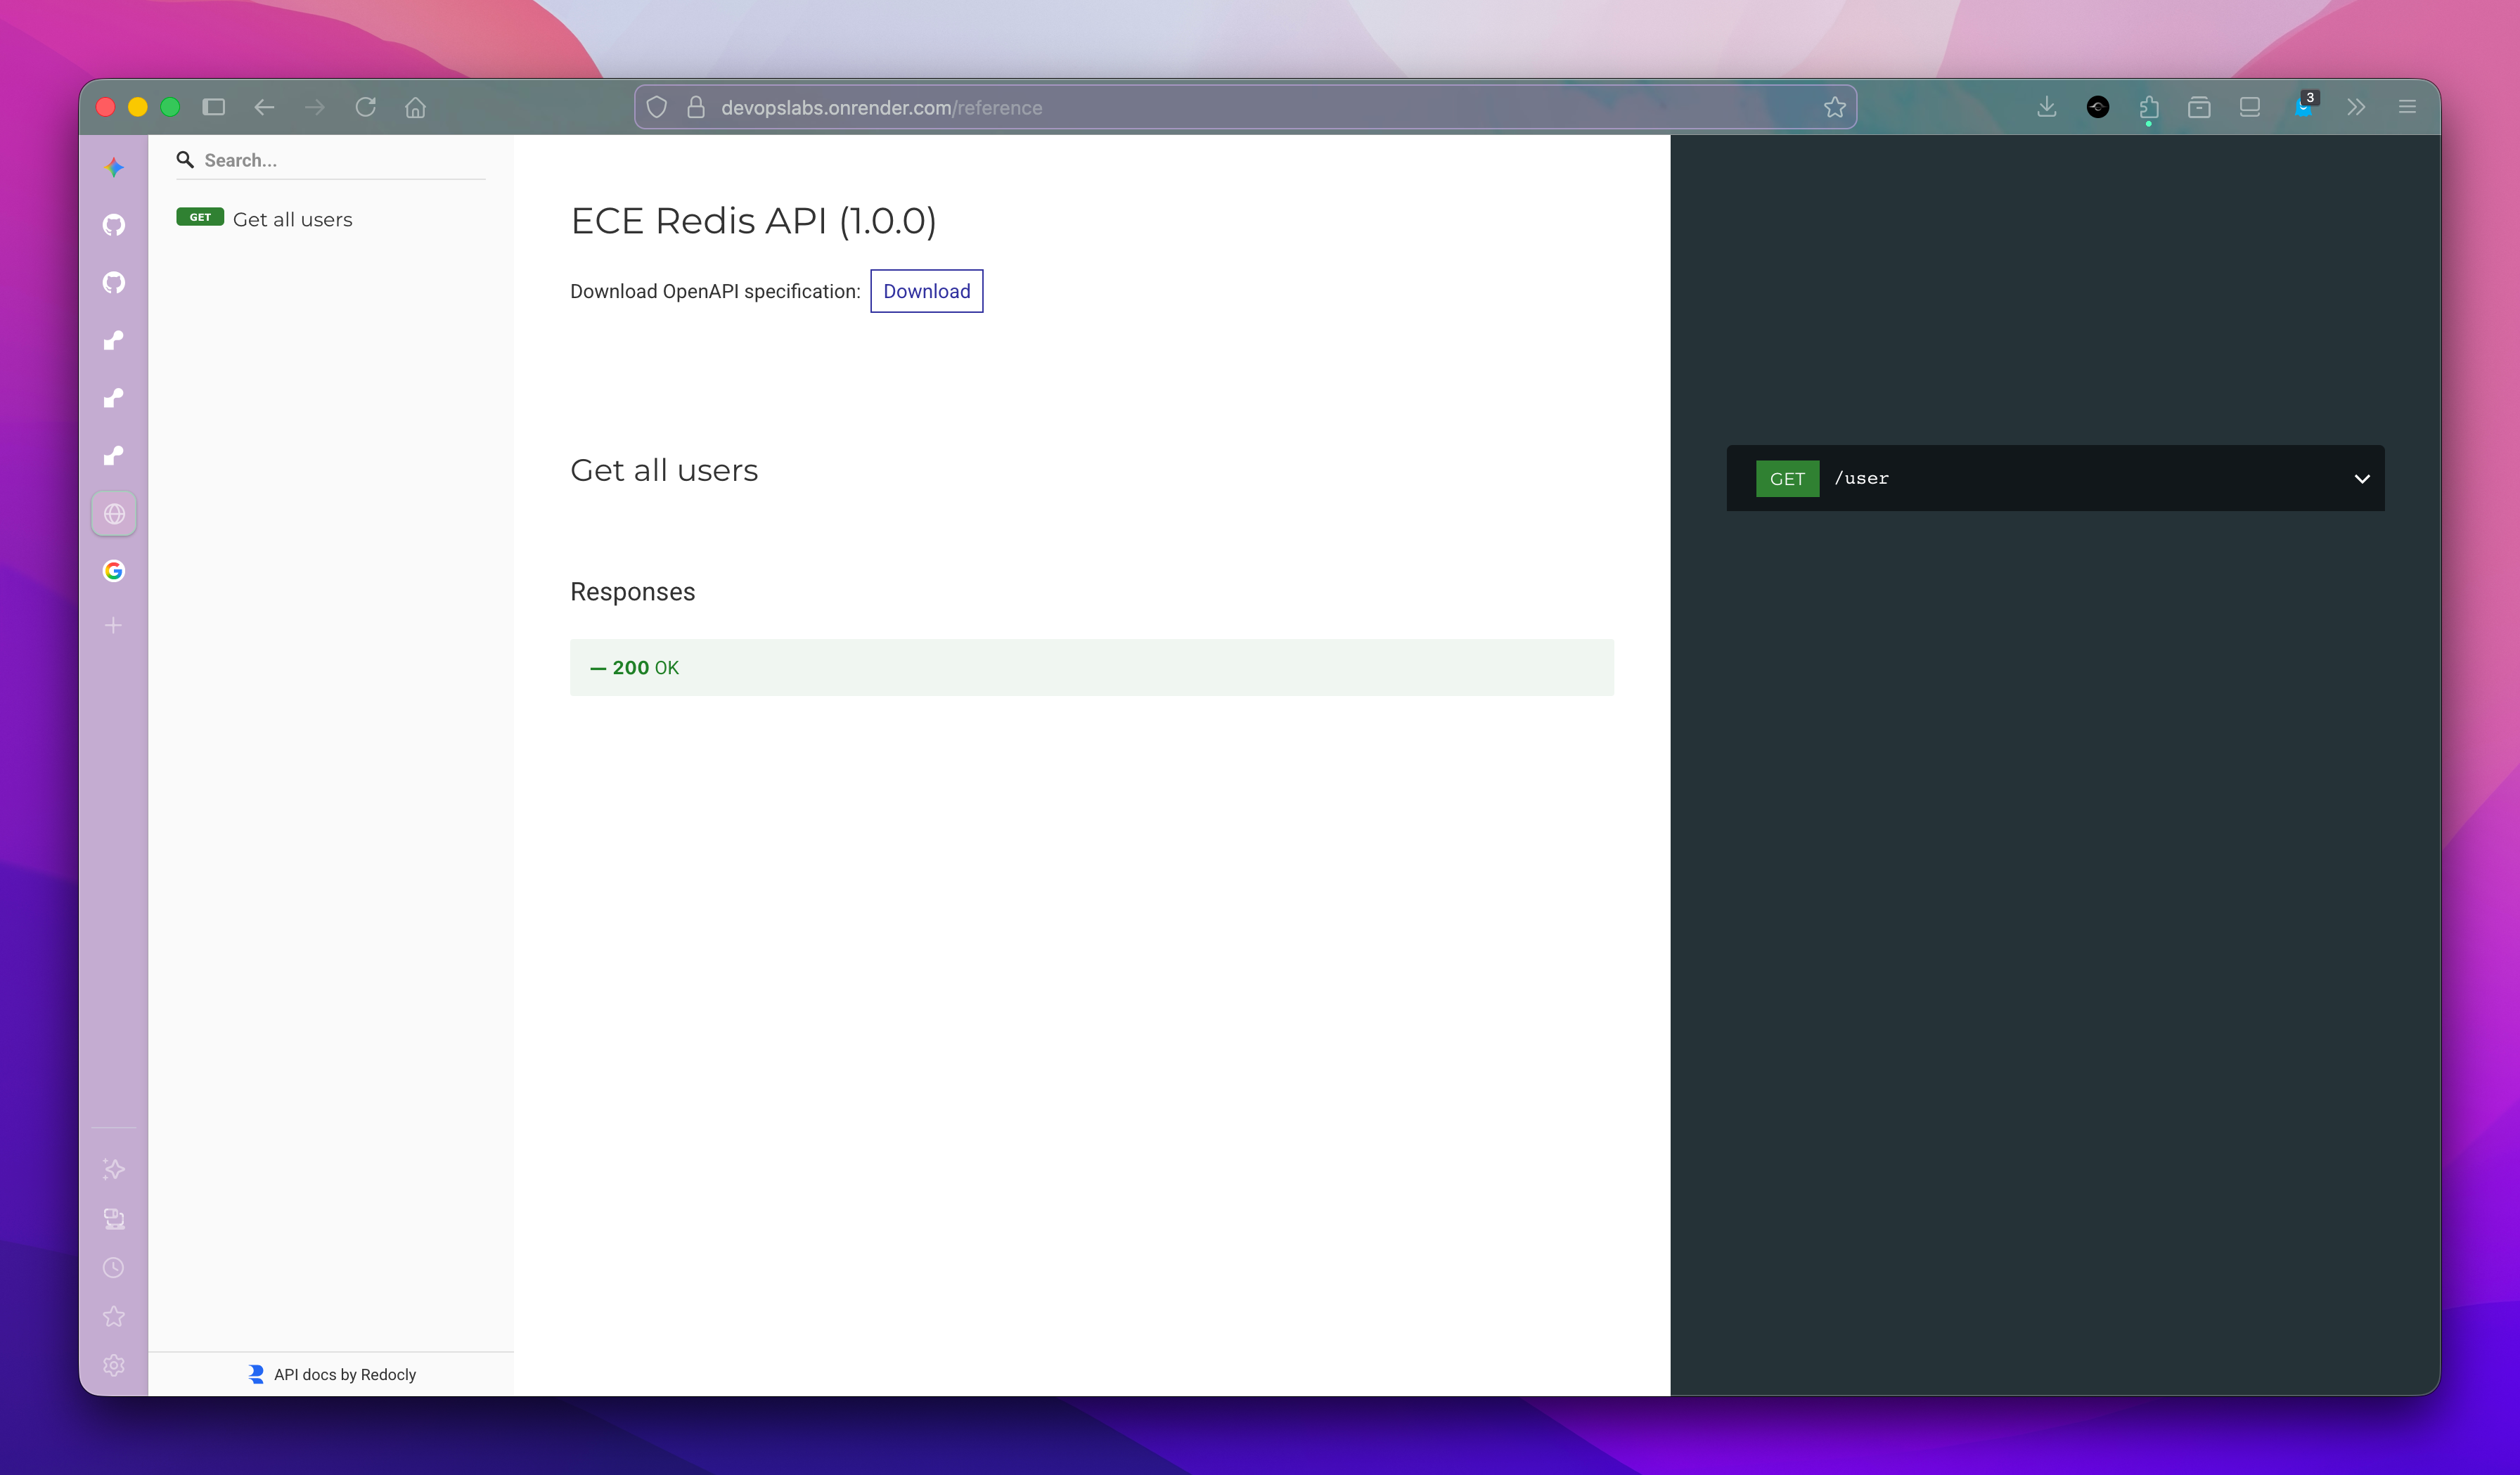 devopslabs.onrender.com/reference
3
Search...
GET Get all users
ECE Redis API (1.0.0)
Download OpenAPI specification: Download
Get all users
GET /user
Responses
— 200 OK
API docs by Redocly